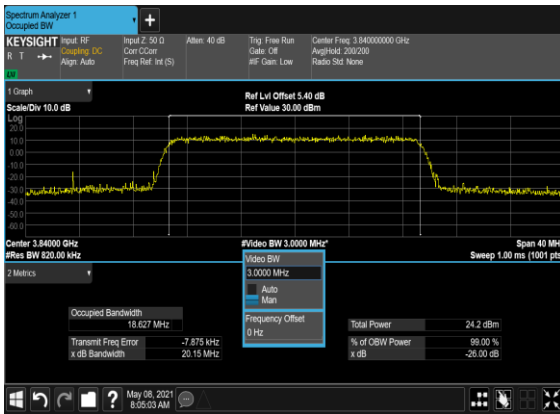 Spectrum Analyzer 1
Occupied BW
KEYSIGHT
R T
Input: RF
Coupling: DC
Align: Auto
Input Z: 50 Ω
Corr CCorr
Freq Ref: Int (S)
Atten: 40 dB
Trig: Free Run
Gate: Off
#IF Gain: Low
Center Freq: 3.840000000 GHz
Avg|Hold: 200/200
Radio Std: None
1 Graph
Scale/Div 10.0 dB
Ref Lvl Offset 5.40 dB
Ref Value 30.00 dBm
Log
20.0
10.0
0.00
-10.0
-20.0
-30.0
-40.0
-50.0
-60.0
Center 3.84000 GHz
#Res BW 820.00 kHz
#Video BW 3.0000 MHz*
Span 40 MH
Sweep 1.00 ms (1001 pts
2 Metrics
Video BW
3.0000 MHz
Auto
Man
Frequency Offset
0 Hz
Occupied Bandwidth
18.627 MHz
Transmit Freq Error -7.875 kHz
x dB Bandwidth 20.15 MHz
Total Power 24.2 dBm
% of OBW Power 99.00 %
x dB -26.00 dB
May 08, 2021
8:05:03 AM